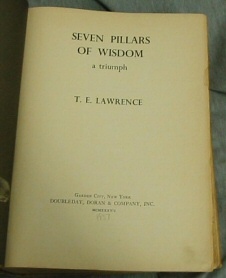 SEVEN PILLARS
OF WISDOM
a triumph
T. E. LAWRENCE
Garden City, New York
DOUBLEDAY, DORAN & COMPANY, INC.